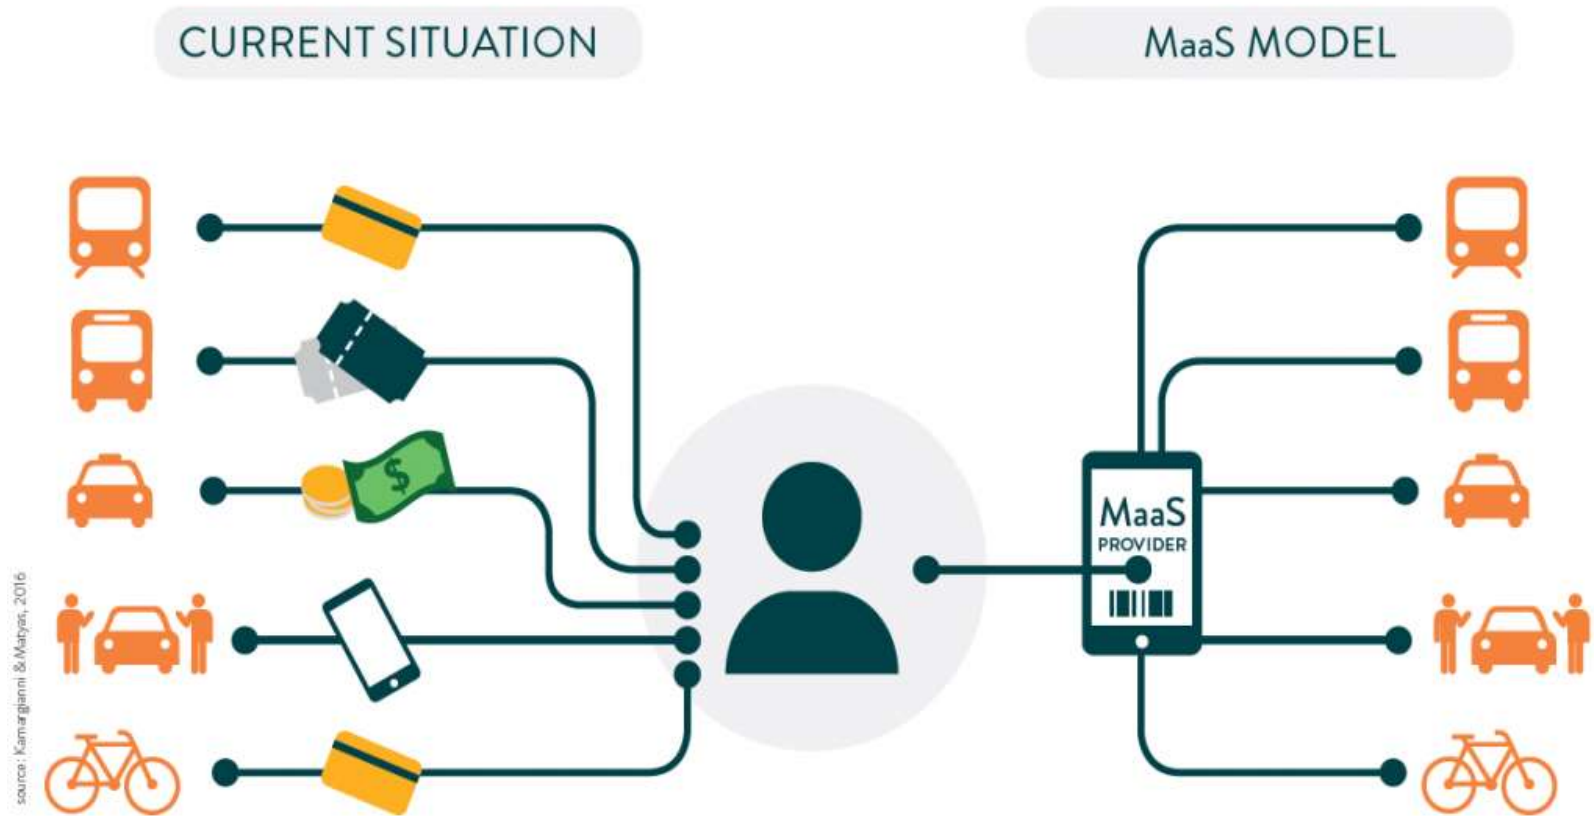 CURRENT SITUATION
MaaS MODEL
$
MaaS
PROVIDER
source: Kamargianni & Matyas, 2016